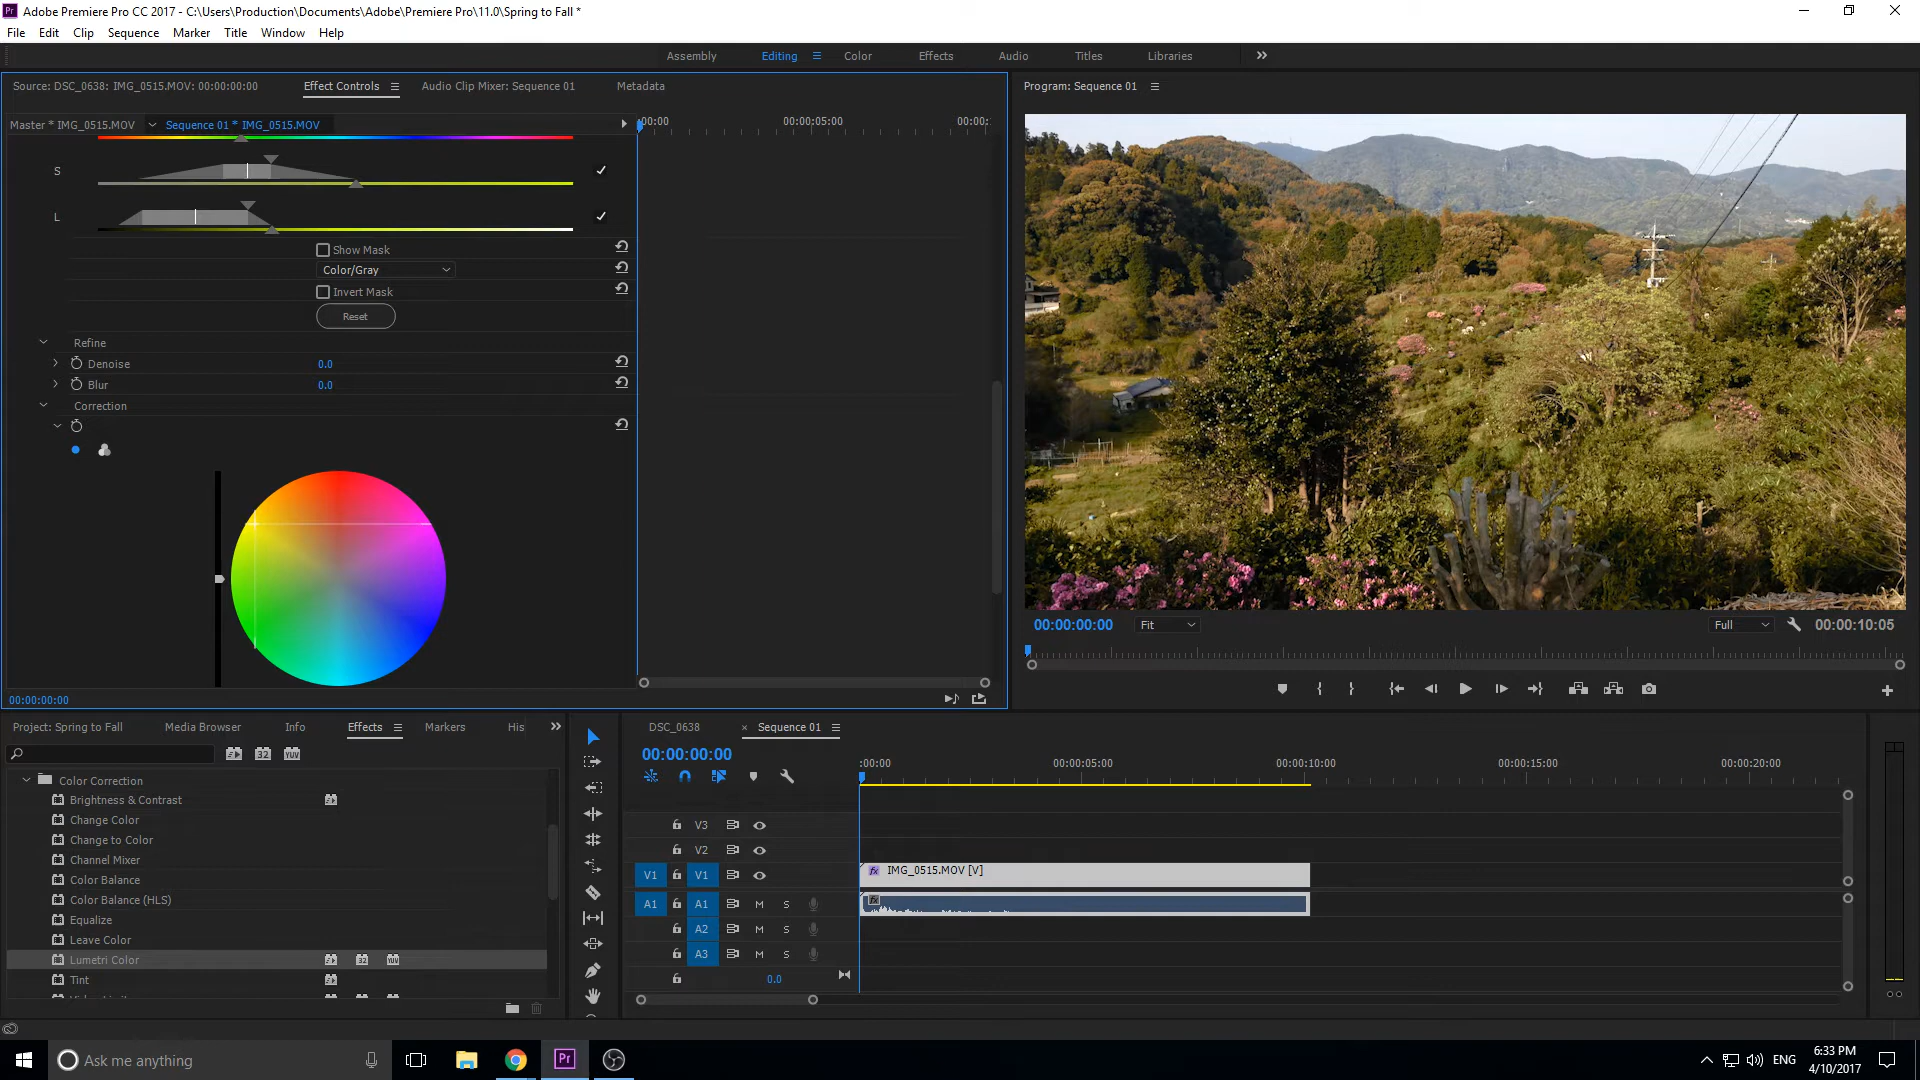 Adobe Premiere Pro CC 2017 - C:\Users\Production\Documents\Adobe\Premiere Pro\11.0\Spring to Fall *
File Edit Clip Sequence Marker Title Window Help
Assembly Editing Color Effects Audio Titles Libraries
Source: DSC_0638: IMG_0515.MOV: 00:00:00:00 Effect Controls Audio Clip Mixer: Sequence 01 Metadata
Program: Sequence 01
Master * IMG_0515.MOV Sequence 01 * IMG_0515.MOV
:00:00 00:00:05:00 00:00:
S
L
Show Mask
Color/Gray
Invert Mask
Reset
Refine
Denoise 0.0
Blur 0.0
Correction
00:00:00:00 Fit Full 00:00:10:05
00:00:00:00
Project: Spring to Fall Media Browser Info Effects Markers His
32 YUV
Color Correction
Brightness & Contrast
Change Color
Change to Color
Channel Mixer
Color Balance
Color Balance (HLS)
Equalize
Leave Color
Lumetri Color
Tint
DSC_0638 × Sequence 01
00:00:00:00
:00:00 00:00:05:00 00:00:10:00 00:00:15:00 00:00:20:00
V3
V2
V1 V1 fx IMG_0515.MOV [V]
A1 A1 M S fx
A2 M S
A3 M S
0.0
Ask me anything
Pr
ENG
6:33 PM
4/10/2017